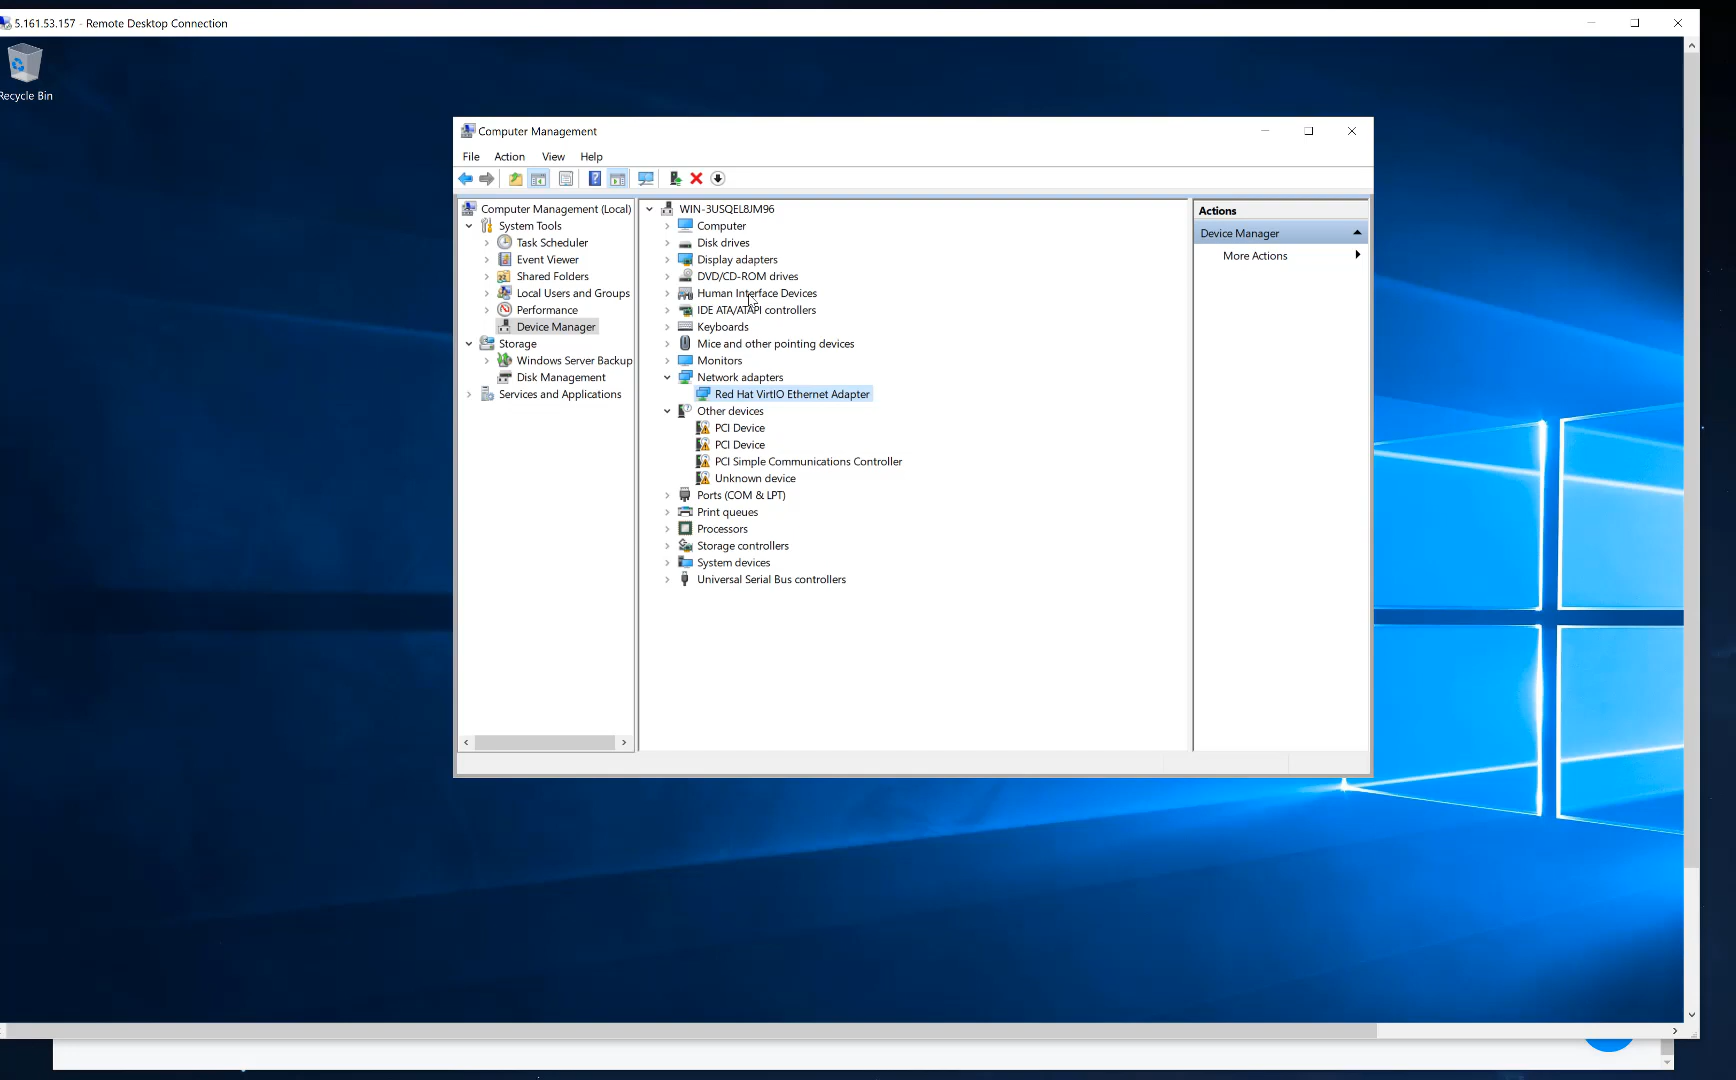 5.161.53.157 - Remote Desktop Connection
Recycle Bin
Computer Management
File Action View Help
Computer Management (Local)
System Tools
Task Scheduler
Event Viewer
Shared Folders
Local Users and Groups
Performance
Device Manager
Storage
Windows Server Backup
Disk Management
Services and Applications
WIN-3USQEL8JM96
Computer
Disk drives
Display adapters
DVD/CD-ROM drives
Human Interface Devices
IDE ATA/ATAPI controllers
Keyboards
Mice and other pointing devices
Monitors
Network adapters
Red Hat VirtIO Ethernet Adapter
Other devices
PCI Device
PCI Device
PCI Simple Communications Controller
Unknown device
Ports (COM & LPT)
Print queues
Processors
Storage controllers
System devices
Universal Serial Bus controllers
Actions
Device Manager
More Actions